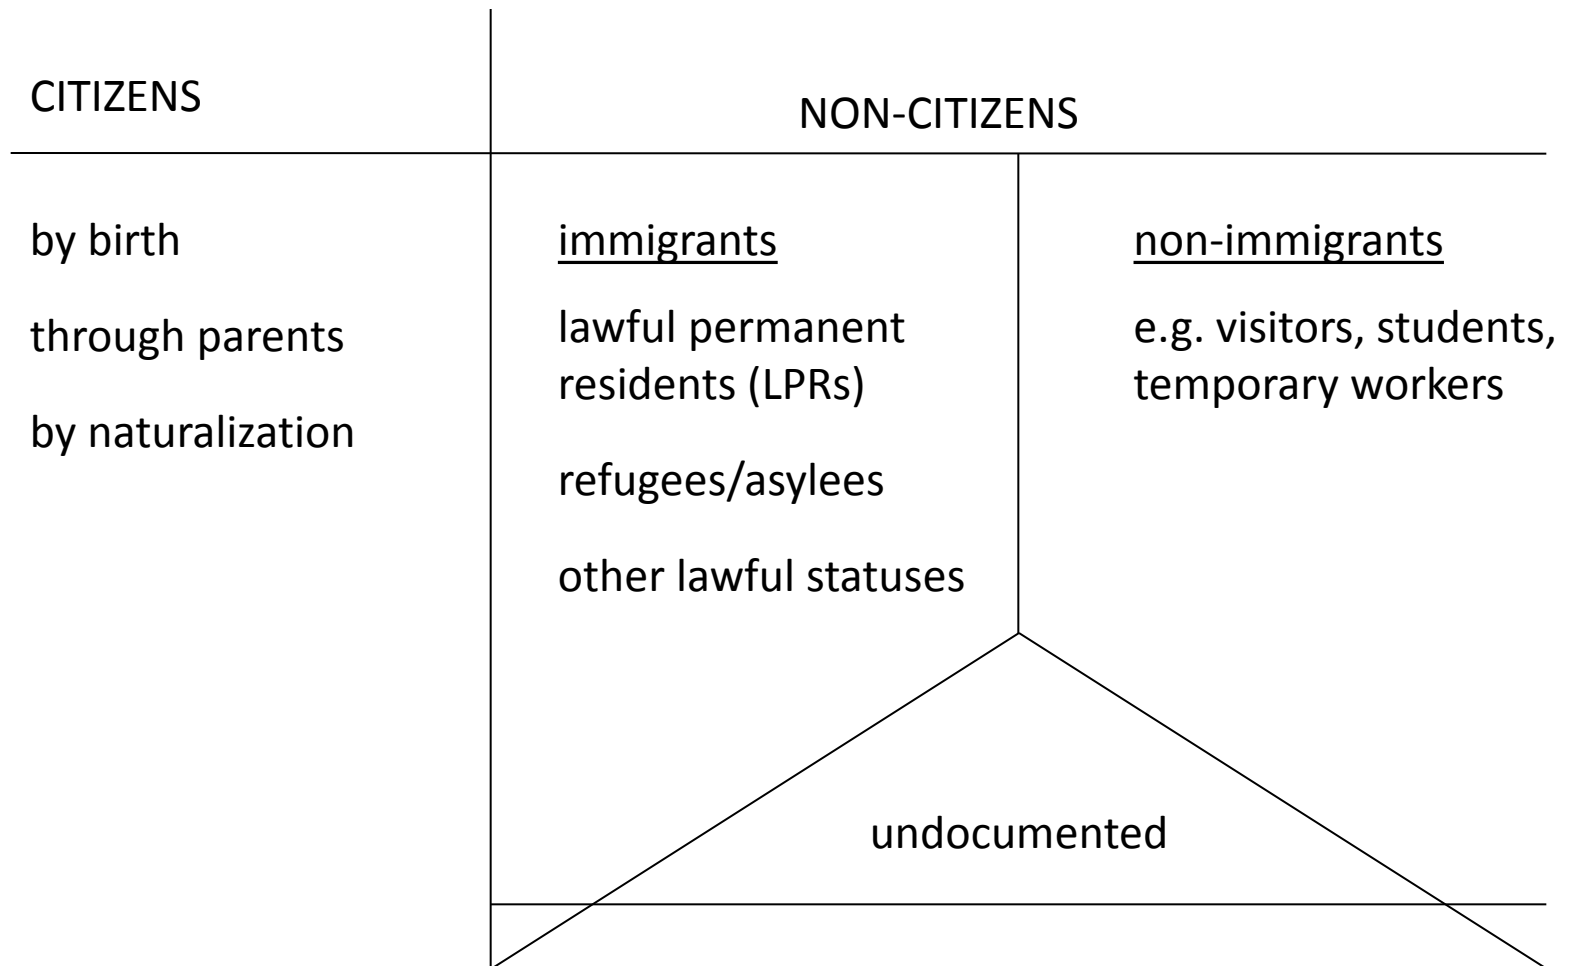 CITIZENS
NON-CITIZENS
by birth
through parents
by naturalization
immigrants
lawful permanent
residents (LPRs)
refugees/asylees
other lawful statuses
non-immigrants
e.g. visitors, students,
temporary workers
undocumented